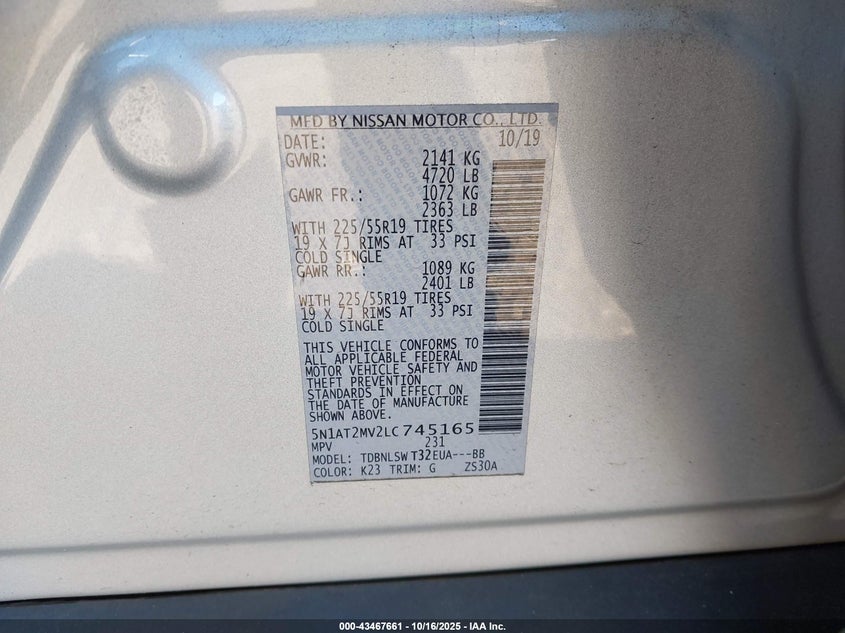 MFD BY NISSAN MOTOR CO., LTD.
DATE: 10/19
GVWR: 2141 KG
4720 LB
GAWR FR.: 1072 KG
2363 LB
WITH 225/55R19 TIRES
19 X 7J RIMS AT 33 PSI
COLD SINGLE
GAWR RR.: 1089 KG
2401 LB
WITH 225/55R19 TIRES
19 X 7J RIMS AT 33 PSI
COLD SINGLE
THIS VEHICLE CONFORMS TO
ALL APPLICABLE FEDERAL
MOTOR VEHICLE SAFETY AND
THEFT PREVENTION
STANDARDS IN EFFECT ON
THE DATE OF MANUFACTURE
SHOWN ABOVE.
5N1AT2MV2LC745165
MPV 231
MODEL: TDBNLSW T32EUA---BB
COLOR: K23 TRIM: G ZS30A
000-43467661 | 10/16/2025 - IAA Inc.